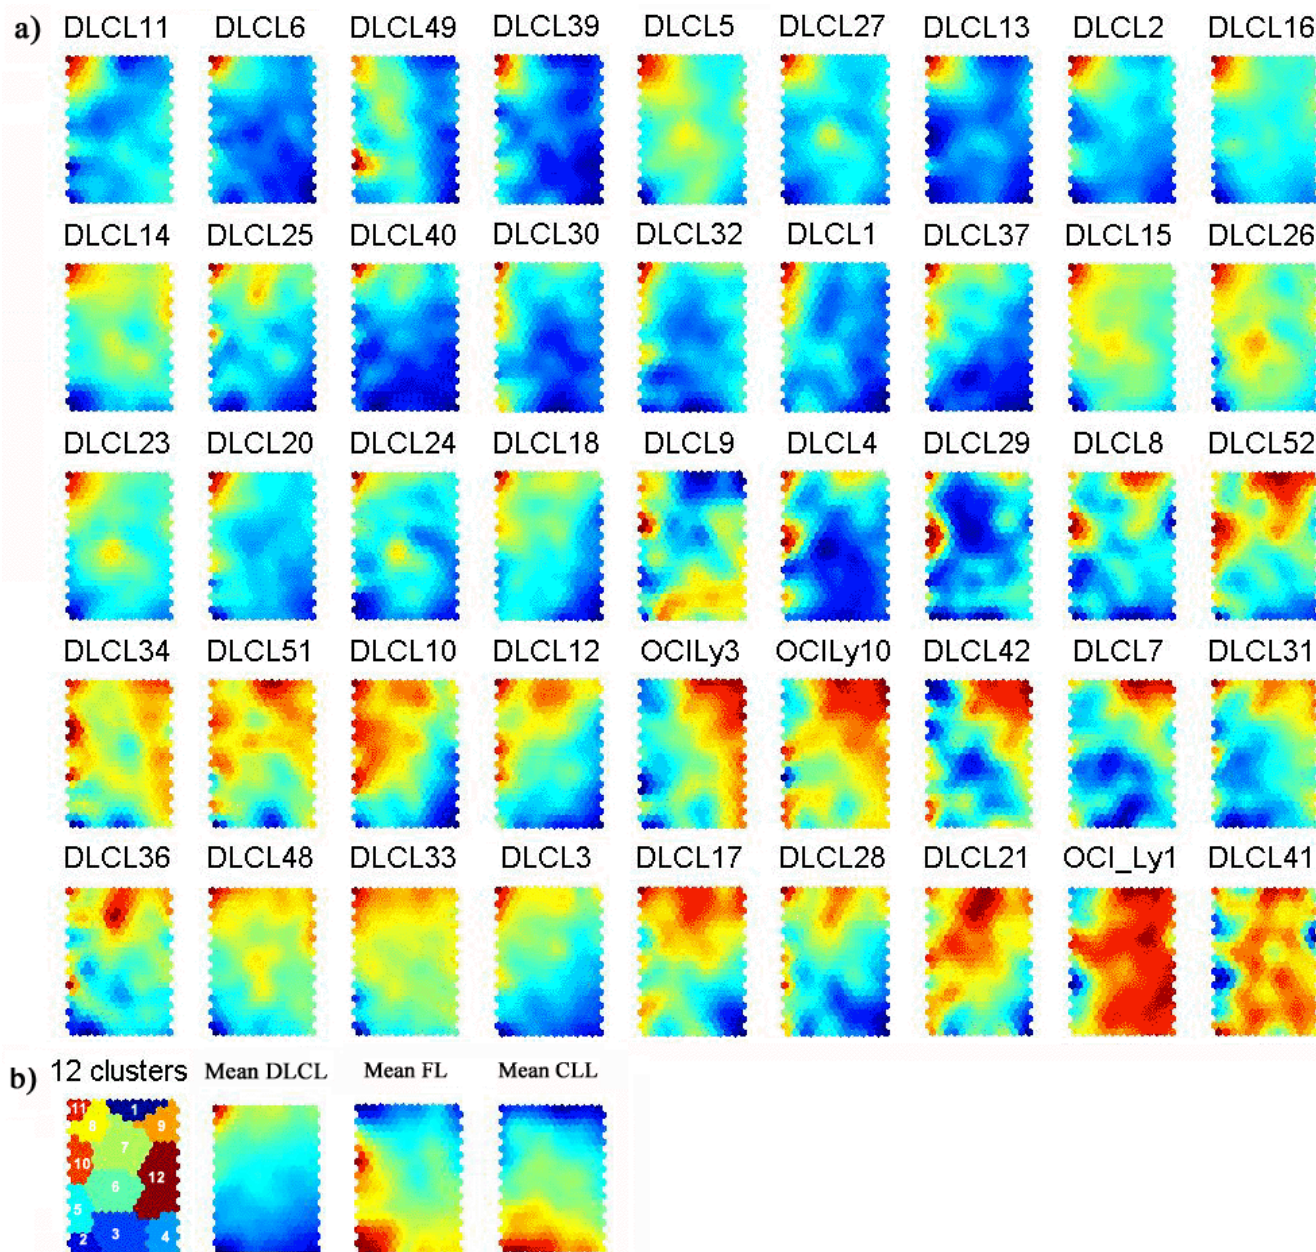 a) DLCL11 DLCL6 DLCL49 DLCL39 DLCL5 DLCL27 DLCL13 DLCL2 DLCL16
DLCL14 DLCL25 DLCL40 DLCL30 DLCL32 DLCL1 DLCL37 DLCL15 DLCL26
DLCL23 DLCL20 DLCL24 DLCL18 DLCL9 DLCL4 DLCL29 DLCL8 DLCL52
DLCL34 DLCL51 DLCL10 DLCL12 OCILy3 OCILy10 DLCL42 DLCL7 DLCL31
DLCL36 DLCL48 DLCL33 DLCL3 DLCL17 DLCL28 DLCL21 OCI_Ly1 DLCL41
b) 12 clusters Mean DLCL Mean FL Mean CLL
11 1
8 9
7
10
12
6
5
2 3 4